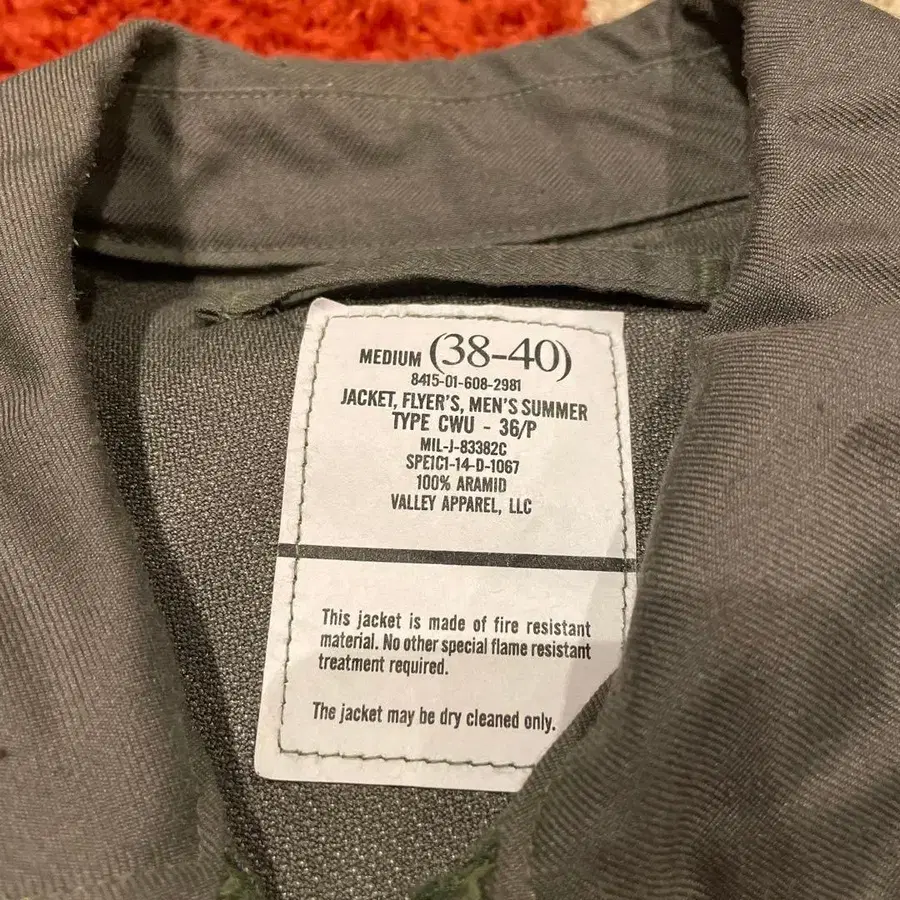 MEDIUM (38-40)
8415-01-608-2981
JACKET, FLYER'S, MEN'S SUMMER
TYPE CWU - 36/P
MIL-J-83382C
SPE1C1-14-D-1067
100% ARAMID
VALLEY APPAREL, LLC
This jacket is made of fire resistant
material. No other special flame resistant
treatment required.
The jacket may be dry cleaned only.